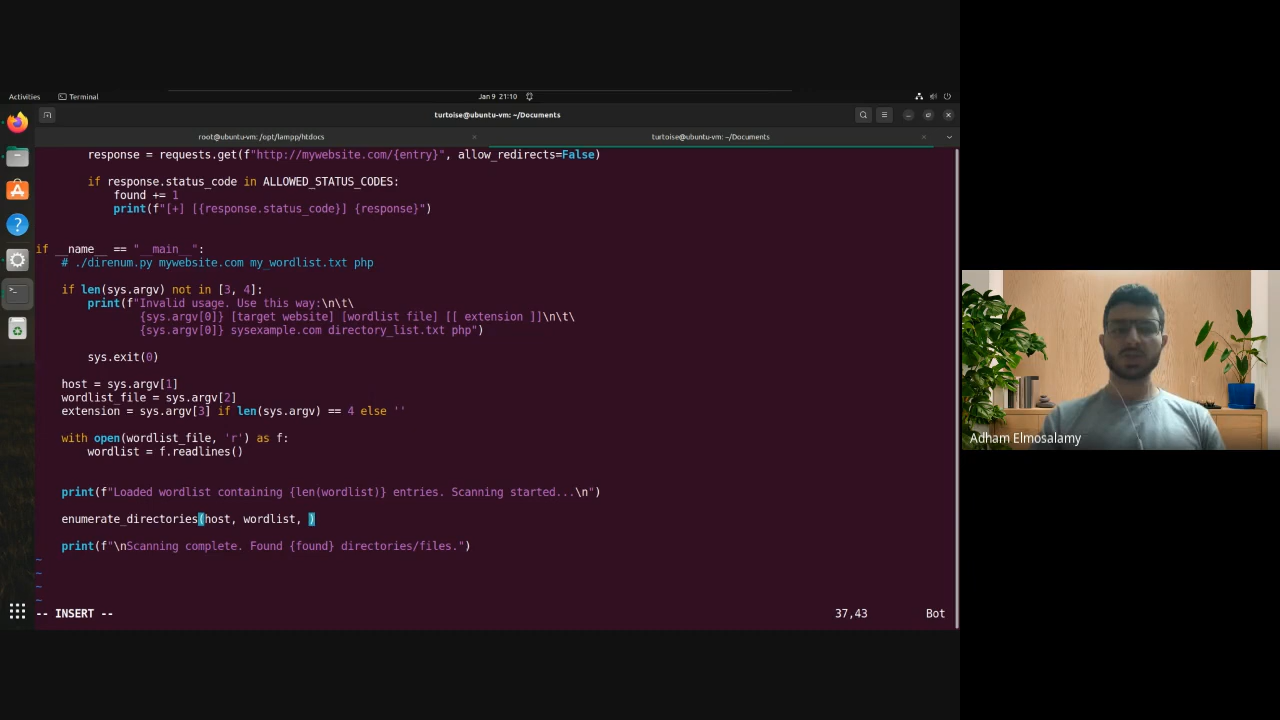 Activities
Terminal
Jan 9 21:10
turtoise@ubuntu-vm: ~/Documents
root@ubuntu-vm: /opt/lampp/htdocs
turtoise@ubuntu-vm: ~/Documents
response = requests.get(f"http://mywebsite.com/{entry}", allow_redirects=False)
if response.status_code in ALLOWED_STATUS_CODES:
found += 1
print(f"[+] [{response.status_code}] {response}")
if __name__ == "__main__":
# ./direnum.py mywebsite.com my_wordlist.txt php
if len(sys.argv) not in [3, 4]:
print(f"Invalid usage. Use this way:\n\t\
{sys.argv[0]} [target website] [wordlist file] [[ extension ]]\n\t\
{sys.argv[0]} sysexample.com directory_list.txt php")
sys.exit(0)
host = sys.argv[1]
wordlist_file = sys.argv[2]
extension = sys.argv[3] if len(sys.argv) == 4 else ''
with open(wordlist_file, 'r') as f:
wordlist = f.readlines()
print(f"Loaded wordlist containing {len(wordlist)} entries. Scanning started...\n")
enumerate_directories(host, wordlist, )
print(f"\nScanning complete. Found {found} directories/files.")
~
~
~
~
-- INSERT --
37,43
Bot
Adham Elmosalamy